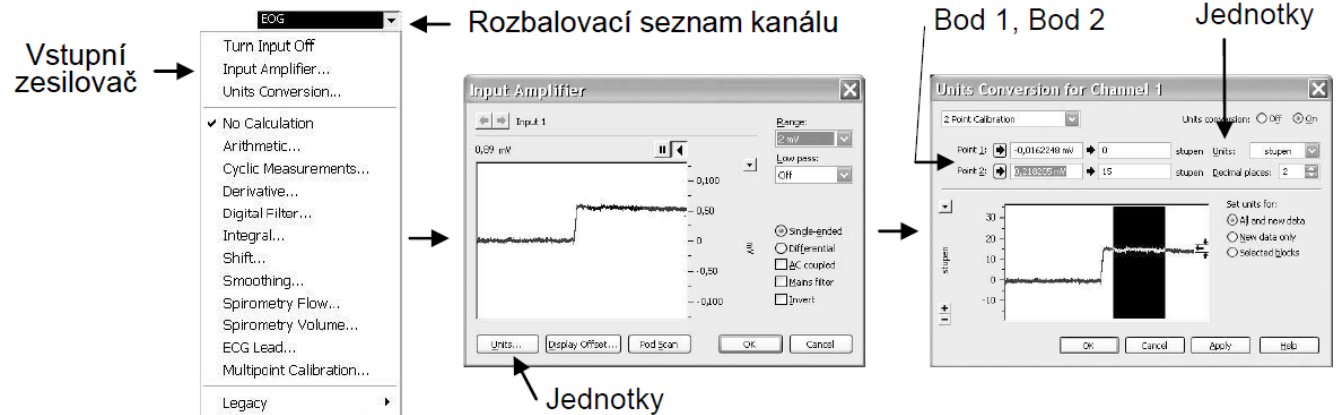 EOG
Rozbalovací seznam kanálu
Vstupní
zesilovač
Turn Input Off
Input Amplifier...
Units Conversion...
✔ No Calculation
Arithmetic...
Cyclic Measurements...
Derivative...
Digital Filter...
Integral...
Shift...
Smoothing...
Spirometry Flow...
Spirometry Volume...
ECG Lead...
Multipoint Calibration...
Legacy
Input Amplifier
Input 1
0,89 mV
0,100
0,50
0
-0,50
-0,100
mV
Range:
2 mV
Low pass:
Off
Single-ended
Differential
AC coupled
Mains filter
Invert
Units...
Display Offset...
Pod Scan
OK
Cancel
Jednotky
Bod 1, Bod 2
Jednotky
Units Conversion for Channel 1
2 Point Calibration
Units conversion: Off On
Point 1: -0,0162248 mV 0 stupen Units: stupen
Point 2: 0,218205 mV 15 stupen Decimal places: 2
30
20
10
0
-10
stupen
Set units for:
All and new data
New data only
Selected blocks
OK
Cancel
Apply
Help